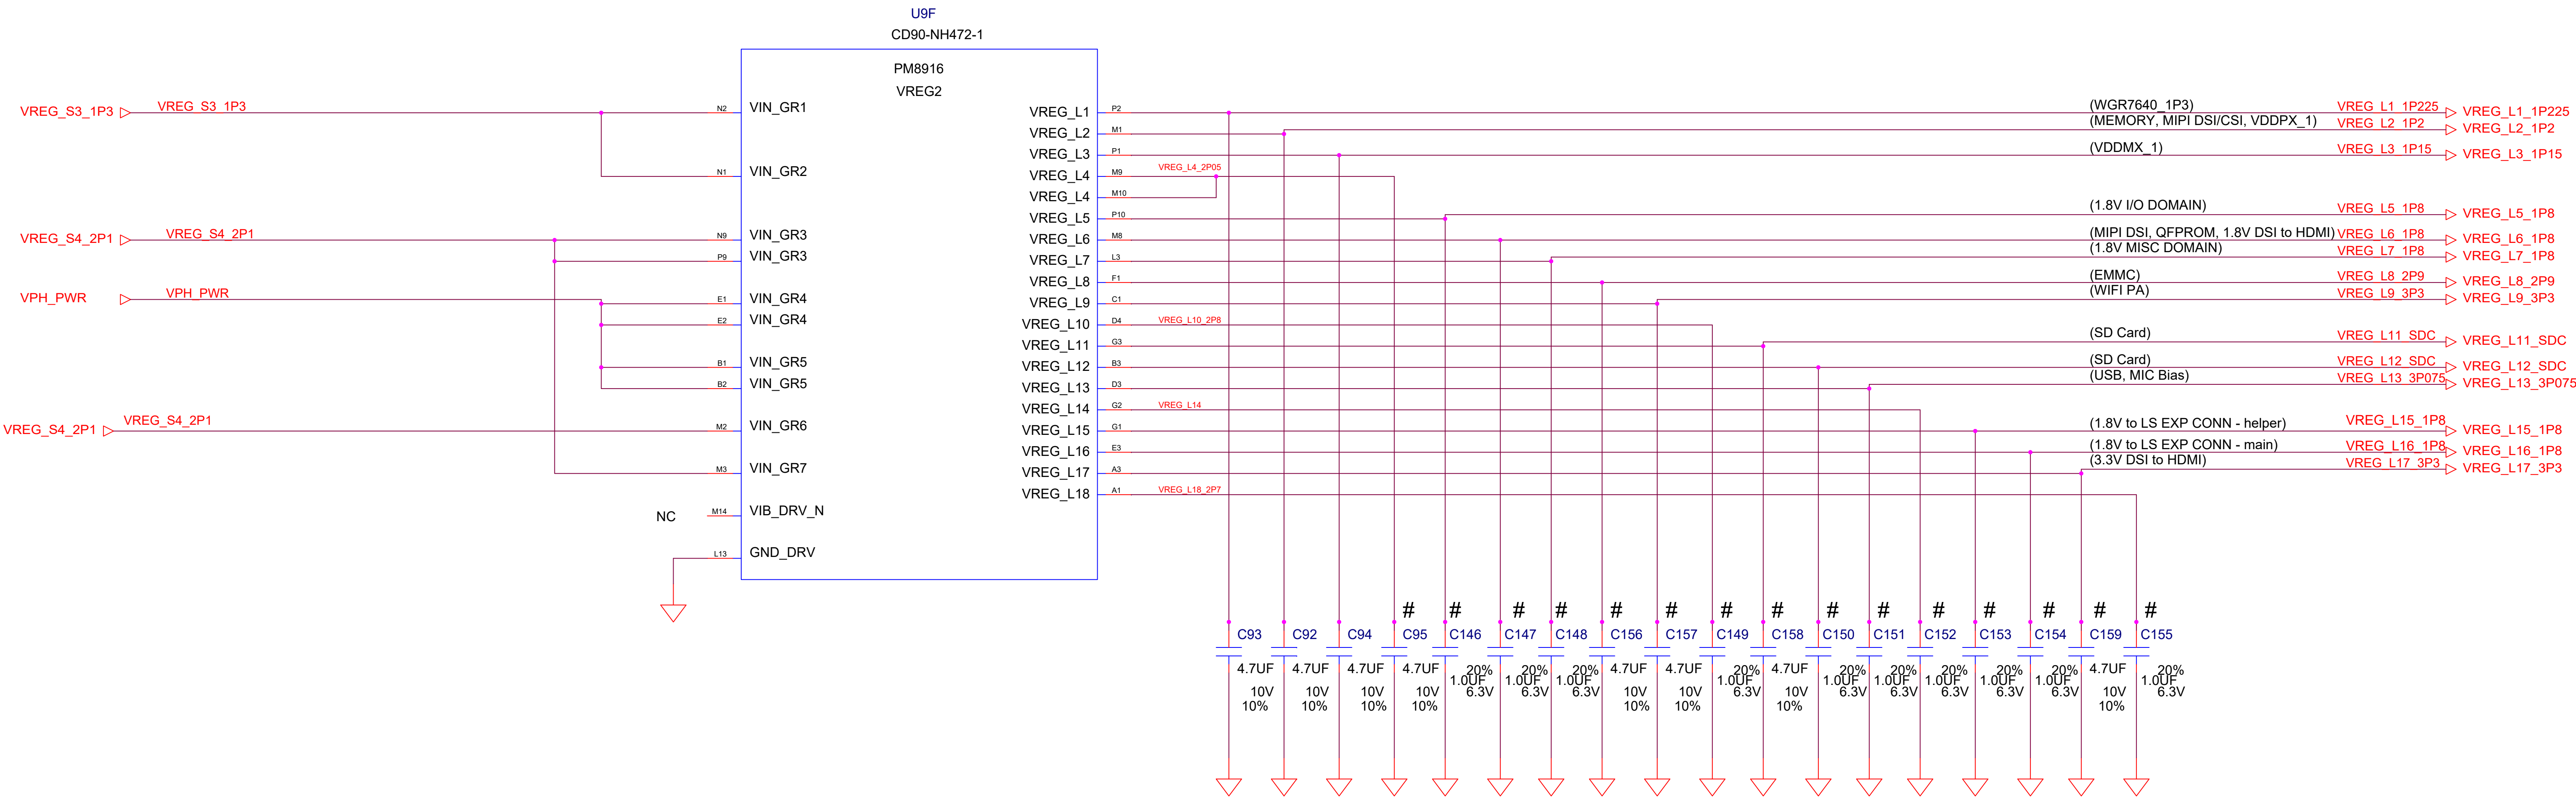 U9F
CD90-NH472-1
PM8916
VREG2
VREG_S3_1P3
VREG_S3_1P3
N2
VIN_GR1
N1
VIN_GR2
VREG_S4_2P1
VREG_S4_2P1
N9
VIN_GR3
P9
VIN_GR3
VPH_PWR
VPH_PWR
E1
VIN_GR4
E2
VIN_GR4
B1
VIN_GR5
B2
VIN_GR5
VREG_S4_2P1
VREG_S4_2P1
M2
VIN_GR6
M3
VIN_GR7
NC
M14
VIB_DRV_N
L13
GND_DRV
VREG_L1
P2
(WGR7640_1P3)
VREG_L1_1P225
VREG_L1_1P225
VREG_L2
M1
(MEMORY, MIPI DSI/CSI, VDDPX_1)
VREG_L2_1P2
VREG_L2_1P2
VREG_L3
P1
(VDDMX_1)
VREG_L3_1P15
VREG_L3_1P15
VREG_L4
M9
VREG_L4_2P05
VREG_L4
M10
VREG_L5
P10
(1.8V I/O DOMAIN)
VREG_L5_1P8
VREG_L5_1P8
VREG_L6
M8
(MIPI DSI, QFPROM, 1.8V DSI to HDMI)
VREG_L6_1P8
VREG_L6_1P8
VREG_L7
L3
(1.8V MISC DOMAIN)
VREG_L7_1P8
VREG_L7_1P8
VREG_L8
F1
(EMMC)
VREG_L8_2P9
VREG_L8_2P9
VREG_L9
C1
(WIFI PA)
VREG_L9_3P3
VREG_L9_3P3
VREG_L10
D4
VREG_L10_2P8
VREG_L11
G3
(SD Card)
VREG_L11_SDC
VREG_L11_SDC
VREG_L12
B3
(SD Card)
VREG_L12_SDC
VREG_L12_SDC
VREG_L13
D3
(USB, MIC Bias)
VREG_L13_3P075
VREG_L13_3P075
VREG_L14
G2
VREG_L14
VREG_L15
G1
(1.8V to LS EXP CONN - helper)
VREG_L15_1P8
VREG_L15_1P8
VREG_L16
E3
(1.8V to LS EXP CONN - main)
VREG_L16_1P8
VREG_L16_1P8
VREG_L17
A3
(3.3V DSI to HDMI)
VREG_L17_3P3
VREG_L17_3P3
VREG_L18
A1
VREG_L18_2P7
C93
4.7UF
10V
10%
C92
4.7UF
10V
10%
C94
4.7UF
10V
10%
#
C95
4.7UF
10V
10%
#
C146
20%
1.0UF
6.3V
#
C147
20%
1.0UF
6.3V
#
C148
20%
1.0UF
6.3V
#
C156
4.7UF
10V
10%
#
C157
4.7UF
10V
10%
#
C149
20%
1.0UF
6.3V
#
C158
4.7UF
10V
10%
#
C150
20%
1.0UF
6.3V
#
C151
20%
1.0UF
6.3V
#
C152
20%
1.0UF
6.3V
#
C153
20%
1.0UF
6.3V
#
C154
20%
1.0UF
6.3V
#
C159
4.7UF
10V
10%
#
C155
20%
1.0UF
6.3V